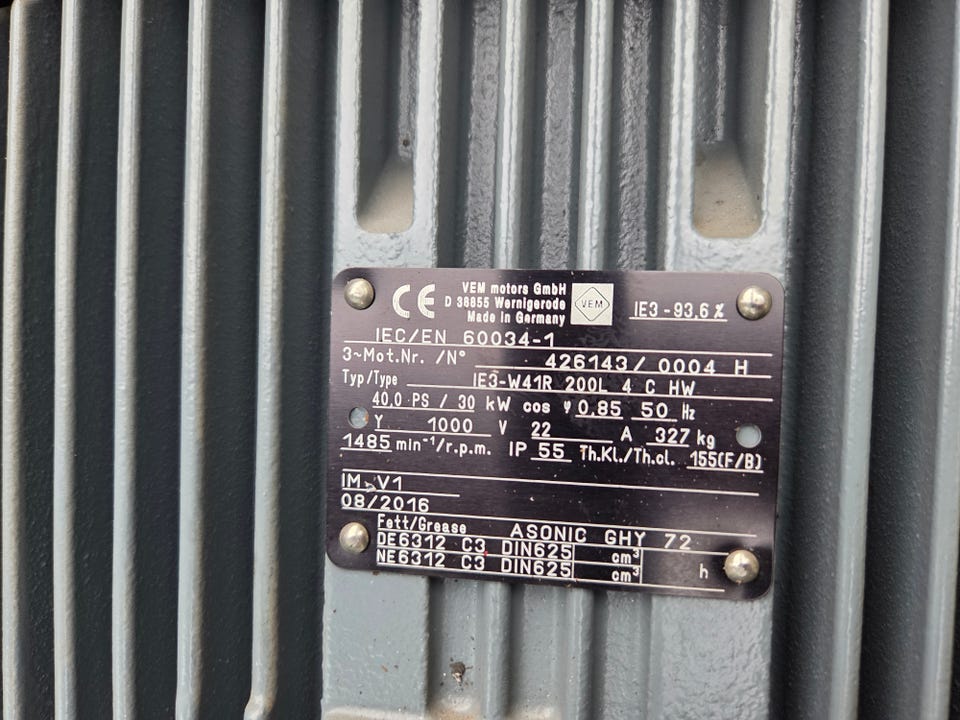 CE
VEM motors GmbH
D 38855 Wernigerode
Made in Germany
VEM
IE3-93,6%
IEC/EN 60034-1
3~Mot.Nr. /N° 426143/ 0004 H
Typ/Type IE3-W41R 200L 4 C HW
40,0 PS / 30 kW cos φ 0,85 50 Hz
Y 1000 V 22 A 327 kg
1485 min⁻¹/r.p.m. IP 55 Th.Kl./Th.cl. 155(F/B)
IM V1
08/2016
Fett/Grease ASONIC GHY 72
DE6312 C3 DIN625 cm³
NE6312 C3 DIN625 cm³ h